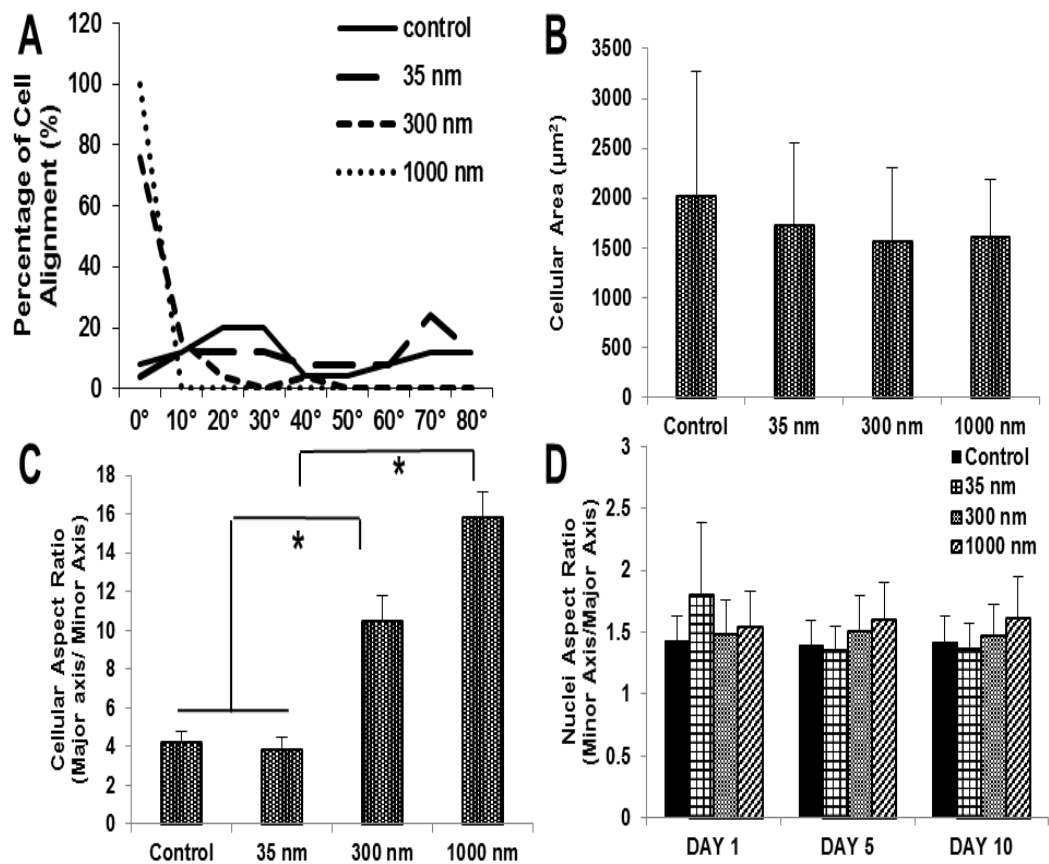 A
Percentage of Cell
Alignment (%)
120
100
80
60
40
20
0
0° 10° 20° 30° 40° 50° 60° 70° 80°
control
35 nm
300 nm
1000 nm
B
Cellular Area (µm²)
3500
3000
2500
2000
1500
1000
500
0
Control 35 nm 300 nm 1000 nm
C
Cellular Aspect Ratio
(Major axis/ Minor Axis)
18
16
14
12
10
8
6
4
2
0
*
*
Control 35 nm 300 nm 1000 nm
D
Nuclei Aspect Ratio
(Minor Axis/Major Axis)
3
2.5
2
1.5
1
0.5
0
Control
35 nm
300 nm
1000 nm
DAY 1 DAY 5 DAY 10